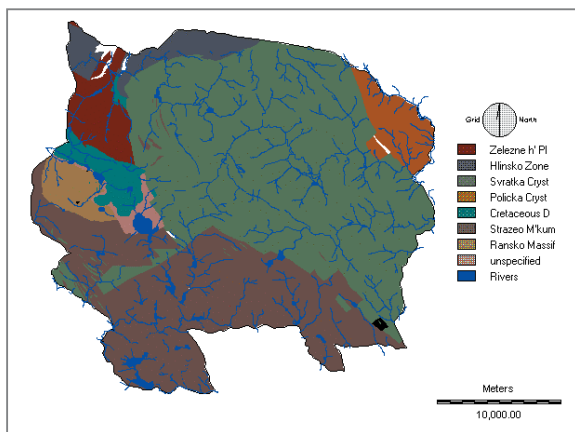 Grid North
Zelezne h' Pl
Hlinsko Zone
Svratka Cryst
Policka Cryst
Cretaceous D
Strazeo M'kum
Ransko Massif
unspecified
Rivers
Meters
10,000.00